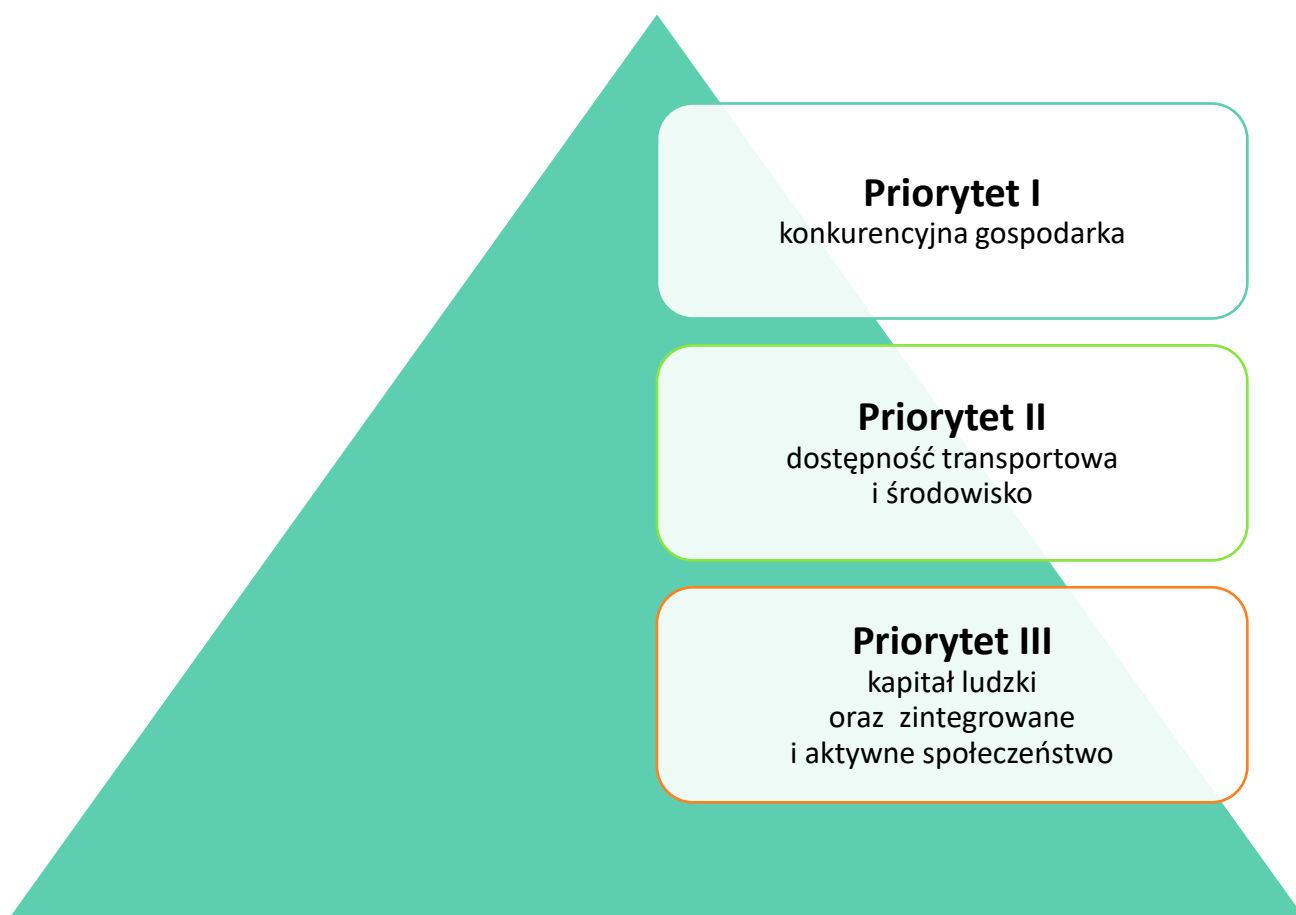 Priorytet I
konkurencyjna gospodarka
Priorytet II
dostępność transportowa
i środowisko
Priorytet III
kapitał ludzki
oraz  zintegrowane
i aktywne społeczeństwo